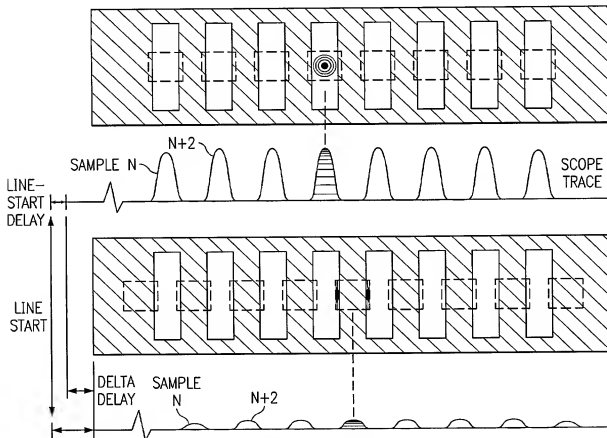 N+2
SAMPLE
N
SCOPE
TRACE
LINE-
START
DELAY
LINE
START
DELTA
DELAY
SAMPLE
N
N+2